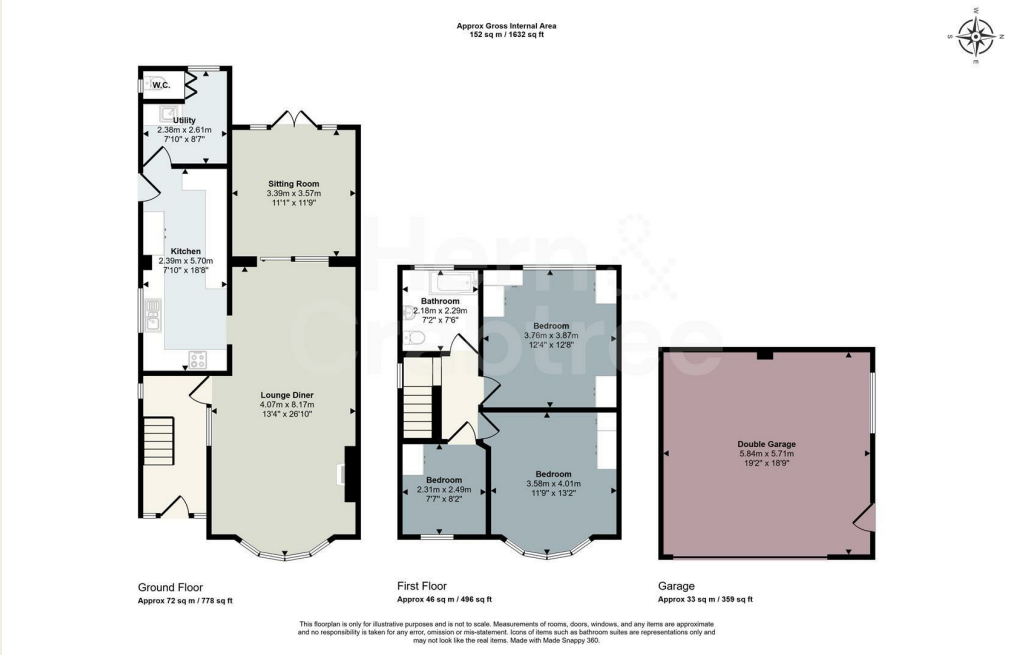 Approx Gross Internal Area
152 sq m / 1632 sq ft
W
S
N
E
W.C.
Utility
2.38m x 2.61m
7'10" x 8'7"
Sitting Room
3.39m x 3.57m
11'1" x 11'9"
Kitchen
2.39m x 5.70m
7'10" x 18'8"
Lounge Diner
4.07m x 8.17m
13'4" x 26'10"
Bathroom
2.18m x 2.29m
7'2" x 7'6"
Bedroom
3.76m x 3.87m
12'4" x 12'8"
Bedroom
2.31m x 2.49m
7'7" x 8'2"
Bedroom
3.58m x 4.01m
11'9" x 13'2"
Double Garage
5.84m x 5.71m
19'2" x 18'9"
Hern &
Crabtree
Ground Floor
Approx 72 sq m / 778 sq ft
First Floor
Approx 46 sq m / 496 sq ft
Garage
Approx 33 sq m / 359 sq ft
This floorplan is only for illustrative purposes and is not to scale. Measurements of rooms, doors, windows, and any items are approximate
and no responsibility is taken for any error, omission or mis-statement. Icons of items such as bathroom suites are representations only and
may not look like the real items. Made with Made Snappy 360.